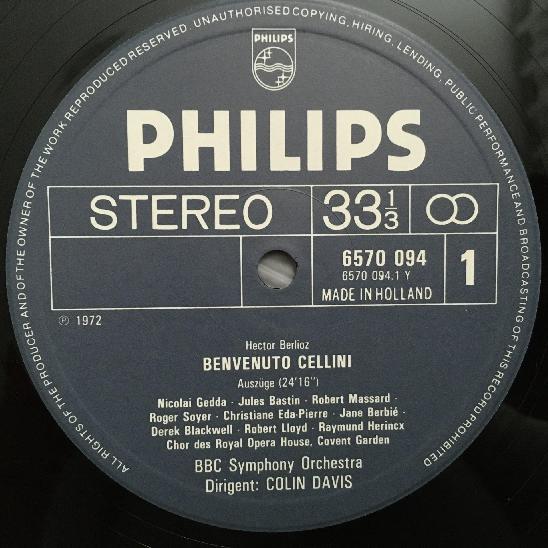 ALL RIGHTS OF THE PRODUCER AND OF THE OWNER OF THE WORK REPRODUCED RESERVED. UNAUTHORISED COPYING, HIRING, LENDING, PUBLIC PERFORMANCE AND BROADCASTING OF THIS RECORD PROHIBITED
PHILIPS
PHILIPS
STEREO 33 1/3
6570 094 1
6570 094.1 Y
MADE IN HOLLAND
℗ 1972
Hector Berlioz
BENVENUTO CELLINI
Auszüge (24'16")
Nicolai Gedda · Jules Bastin · Robert Massard ·
Roger Soyer · Christiane Eda-Pierre · Jane Berbié ·
Derek Blackwell · Robert Lloyd · Raymund Herincx
Chor des Royal Opera House, Covent Garden
BBC Symphony Orchestra
Dirigent: COLIN DAVIS